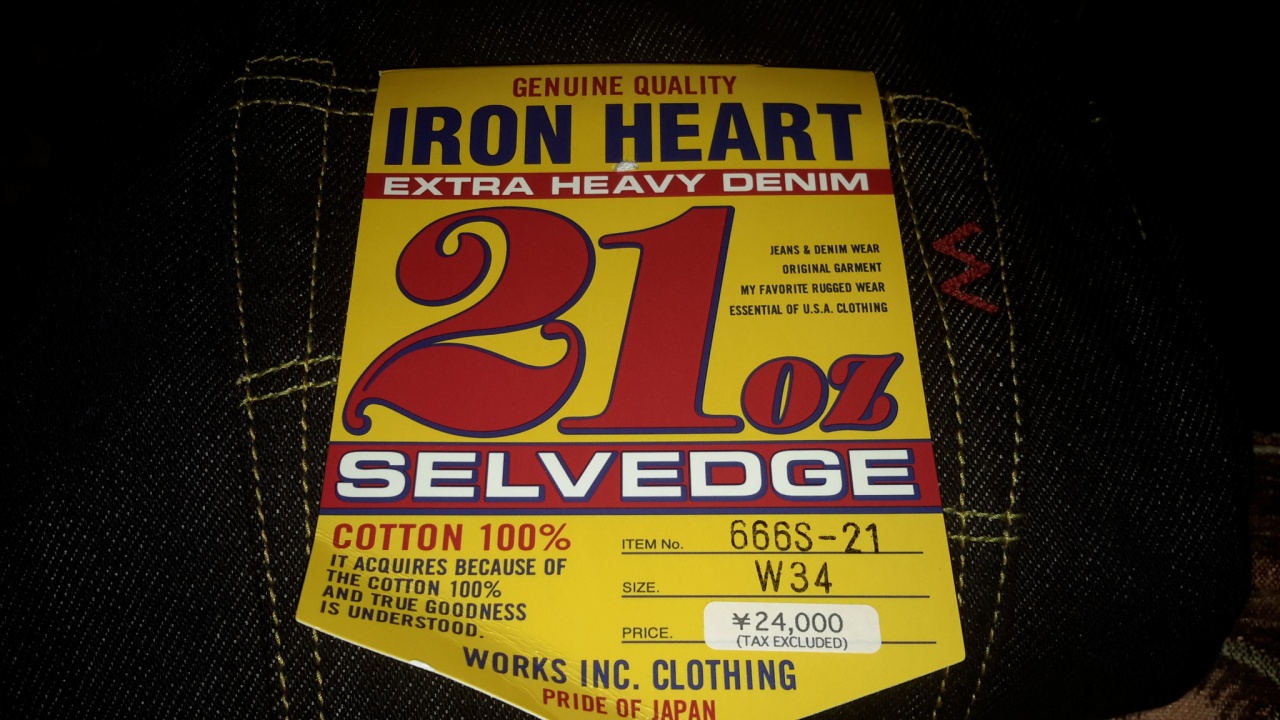 GENUINE QUALITY
IRON HEART
EXTRA HEAVY DENIM
21oz
JEANS & DENIM WEAR
ORIGINAL GARMENT
MY FAVORITE RUGGED WEAR
ESSENTIAL OF U.S.A. CLOTHING
SELVEDGE
COTTON 100%
IT ACQUIRES BECAUSE OF
THE COTTON 100%
AND TRUE GOODNESS
IS UNDERSTOOD.
ITEM No. 666S-21
SIZE. W34
PRICE. ¥24,000
(TAX EXCLUDED)
WORKS INC. CLOTHING
PRIDE OF JAPAN